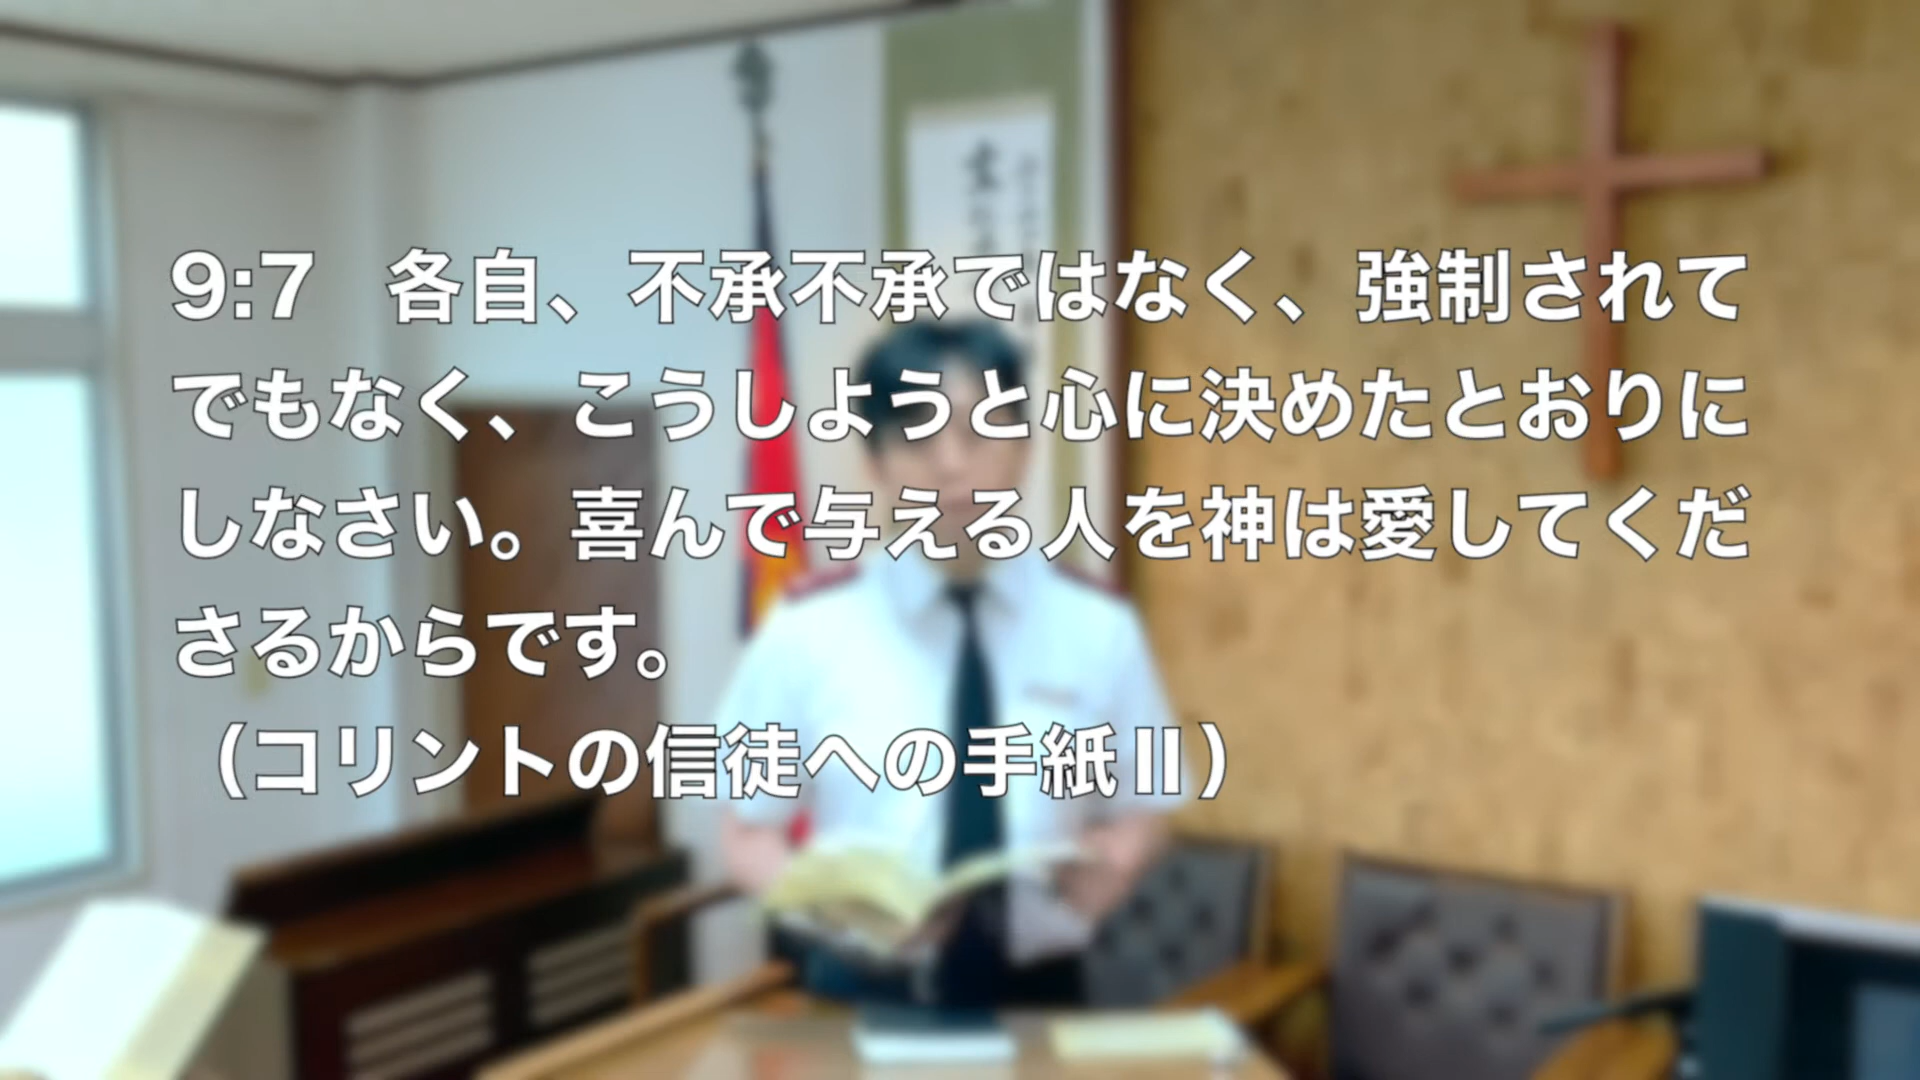 9:7　各自、不承不承ではなく、強制されて
でもなく、こうしようと心に決めたとおりに
しなさい。喜んで与える人を神は愛してくだ
さるからです。
（コリントの信徒への手紙Ⅱ）